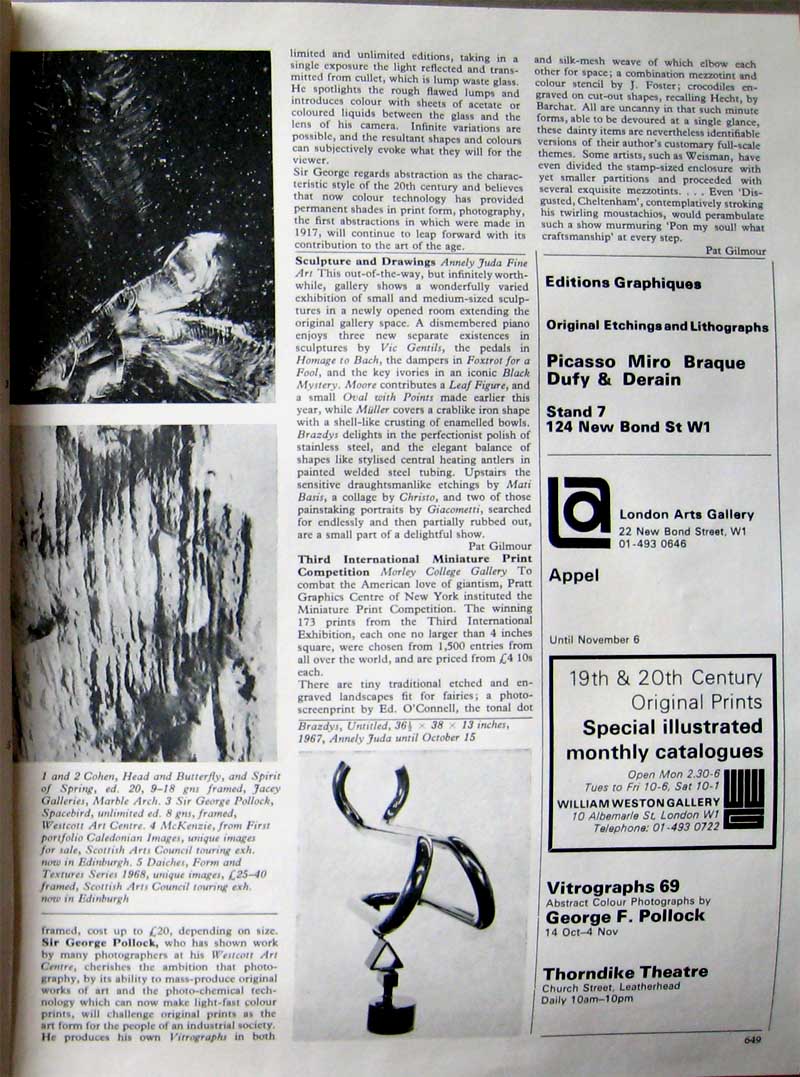 3
5
1 and 2 Cohen, Head and Butterfly, and Spirit
of Spring, ed. 20, 9–18 gns framed, Jacey
Galleries, Marble Arch. 3 Sir George Pollock,
Spacebird, unlimited ed. 8 gns, framed,
Westcott Art Centre. 4 McKenzie, from First
portfolio Caledonian Images, unique images
for sale, Scottish Arts Council touring exh.
now in Edinburgh. 5 Daiches, Form and
Textures Series 1968, unique images, £25–40
framed, Scottish Arts Council touring exh.
now in Edinburgh
framed, cost up to £20, depending on size.
Sir George Pollock, who has shown work
by many photographers at his Westcott Art
Centre, cherishes the ambition that photo-
graphy, by its ability to mass-produce original
works of art and the photo-chemical tech-
nology which can now make light-fast colour
prints, will challenge original prints as the
art form for the people of an industrial society.
He produces his own Vitrographs in both
limited and unlimited editions, taking in a
single exposure the light reflected and trans-
mitted from cullet, which is lump waste glass.
He spotlights the rough flawed lumps and
introduces colour with sheets of acetate or
coloured liquids between the glass and the
lens of his camera. Infinite variations are
possible, and the resultant shapes and colours
can subjectively evoke what they will for the
viewer.
Sir George regards abstraction as the charac-
teristic style of the 20th century and believes
that now colour technology has provided
permanent shades in print form, photography,
the first abstractions in which were made in
1917, will continue to leap forward with its
contribution to the art of the age.
Sculpture and Drawings Annely Juda Fine
Art This out-of-the-way, but infinitely worth-
while, gallery shows a wonderfully varied
exhibition of small and medium-sized sculp-
tures in a newly opened room extending the
original gallery space. A dismembered piano
enjoys three new separate existences in
sculptures by Vic Gentils, the pedals in
Homage to Bach, the dampers in Foxtrot for a
Fool, and the key ivories in an iconic Black
Mystery. Moore contributes a Leaf Figure, and
a small Oval with Points made earlier this
year, while Müller covers a crablike iron shape
with a shell-like crusting of enamelled bowls.
Brazdys delights in the perfectionist polish of
stainless steel, and the elegant balance of
shapes like stylised central heating antlers in
painted welded steel tubing. Upstairs the
sensitive draughtsmanlike etchings by Mati
Basis, a collage by Christo, and two of those
painstaking portraits by Giacometti, searched
for endlessly and then partially rubbed out,
are a small part of a delightful show.
Pat Gilmour
Third International Miniature Print
Competition Morley College Gallery To
combat the American love of giantism, Pratt
Graphics Centre of New York instituted the
Miniature Print Competition. The winning
173 prints from the Third International
Exhibition, each one no larger than 4 inches
square, were chosen from 1,500 entries from
all over the world, and are priced from £4 10s
each.
There are tiny traditional etched and en-
graved landscapes fit for fairies; a photo-
screenprint by Ed. O'Connell, the tonal dot
Brazdys, Untitled, 36½ × 38 × 13 inches,
1967, Annely Juda until October 15
and silk-mesh weave of which elbow each
other for space; a combination mezzotint and
colour stencil by J. Foster; crocodiles en-
graved on cut-out shapes, recalling Hecht, by
Barchat. All are uncanny in that such minute
forms, able to be devoured at a single glance,
these dainty items are nevertheless identifiable
versions of their author's customary full-scale
themes. Some artists, such as Weisman, have
even divided the stamp-sized enclosure with
yet smaller partitions and proceeded with
several exquisite mezzotints. . . . Even 'Dis-
gusted, Cheltenham', contemplatively stroking
his twirling moustachios, would perambulate
such a show murmuring 'Pon my soul! what
craftsmanship' at every step.
Pat Gilmour
Editions Graphiques
Original Etchings and Lithographs
Picasso Miro Braque
Dufy & Derain
Stand 7
124 New Bond St W1
la
London Arts Gallery
22 New Bond Street, W1
01-493 0646
Appel
Until November 6
19th & 20th Century
Original Prints
Special illustrated
monthly catalogues
Open Mon 2.30-6
Tues to Fri 10-6, Sat 10-1
WILLIAM WESTON GALLERY
10 Albemarle St, London W1
Telephone: 01-493 0722
Vitrographs 69
Abstract Colour Photographs by
George F. Pollock
14 Oct–4 Nov
Thorndike Theatre
Church Street, Leatherhead
Daily 10am–10pm
649